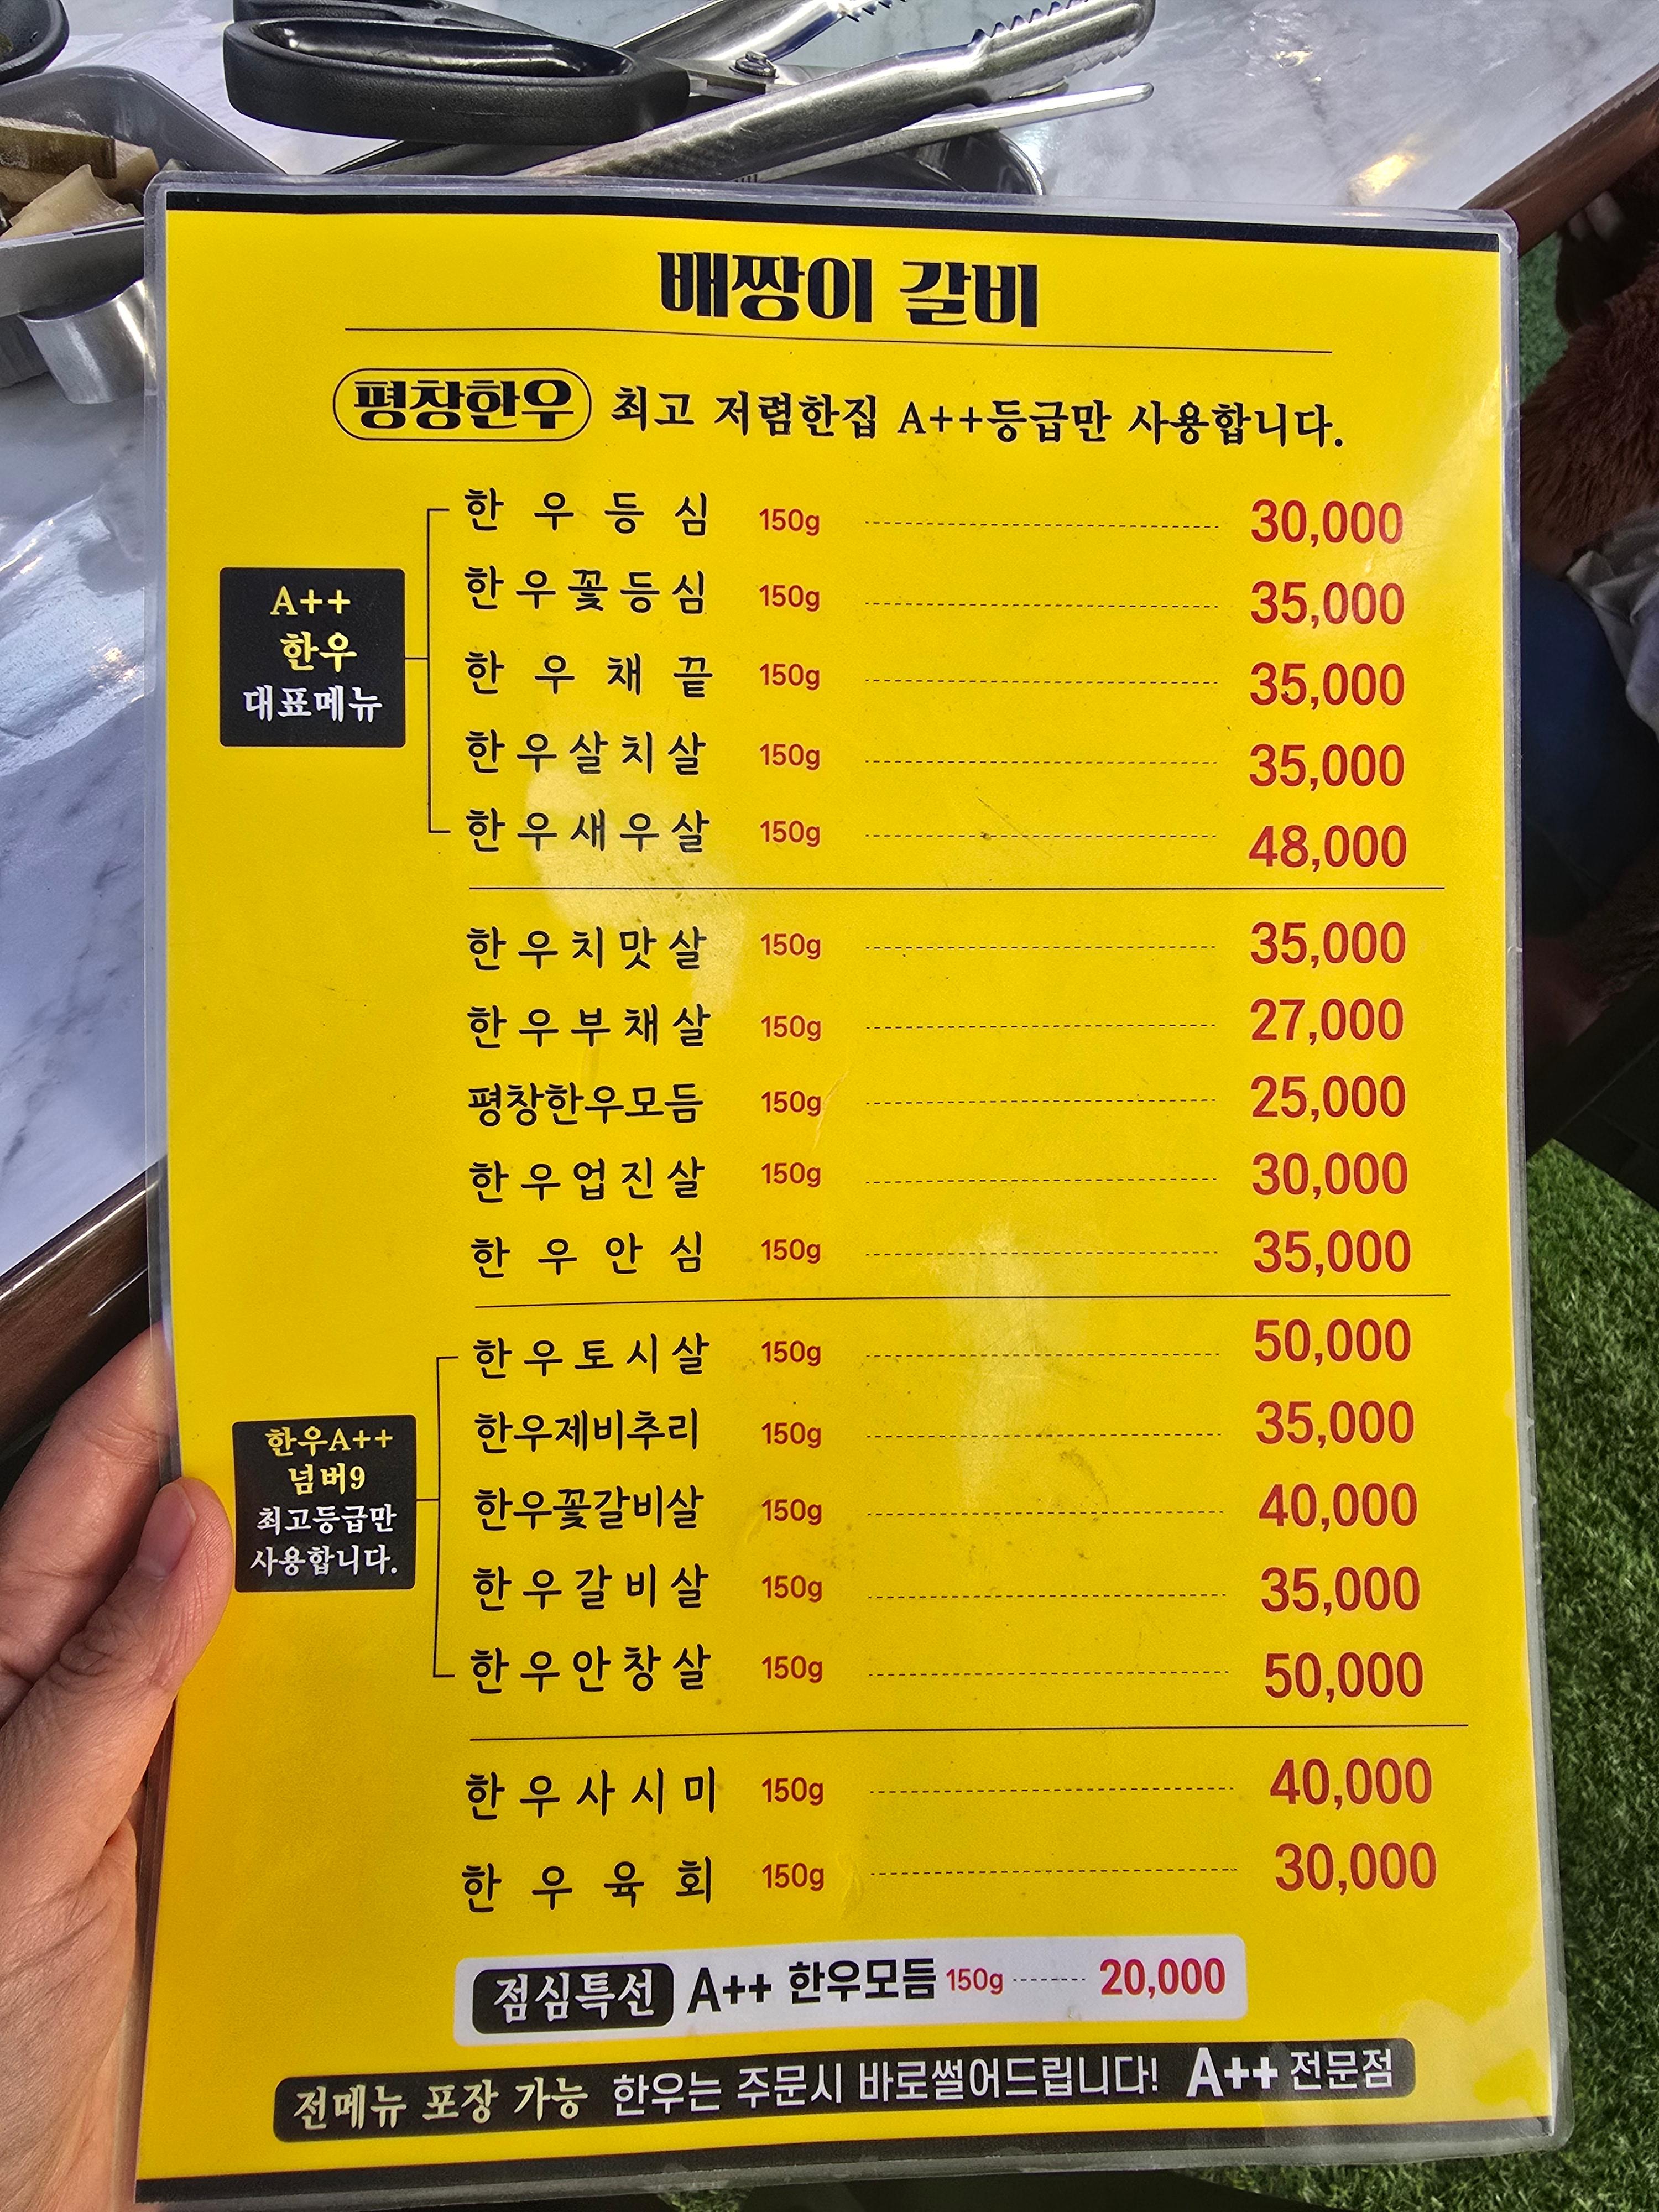 배짱이 갈비
평창한우 최고 저렴한집 A++등급만 사용합니다.
A++
한우
대표메뉴
한우등심 150g 30,000
한우꽃등심 150g 35,000
한우채끝 150g 35,000
한우살치살 150g 35,000
한우새우살 150g 48,000
한우치맛살 150g 35,000
한우부채살 150g 27,000
평창한우모듬 150g 25,000
한우업진살 150g 30,000
한우안심 150g 35,000
한우A++
넘버9
최고등급만
사용합니다.
한우토시살 150g 50,000
한우제비추리 150g 35,000
한우꽃갈비살 150g 40,000
한우갈비살 150g 35,000
한우안창살 150g 50,000
한우사시미 150g 40,000
한우육회 150g 30,000
점심특선 A++ 한우모듬 150g 20,000
전메뉴 포장 가능 한우는 주문시 바로썰어드립니다! A++ 전문점